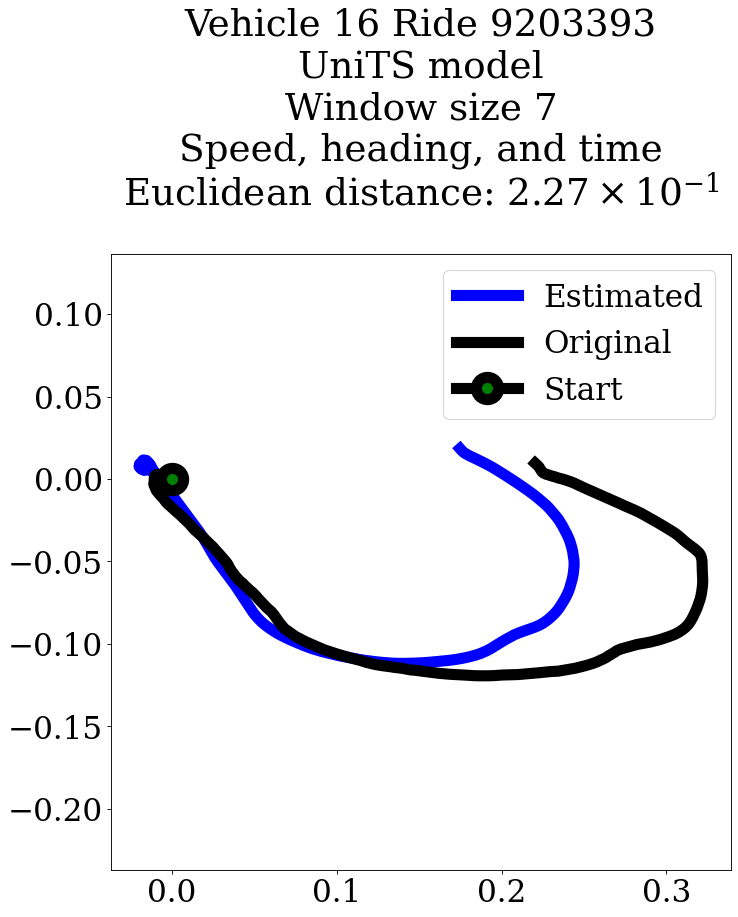 Vehicle 16 Ride 9203393
UniTS model
Window size 7
Speed, heading, and time
Euclidean distance: 2.27 × 10⁻¹
Estimated
Original
Start
0.10
0.05
0.00
−0.05
−0.10
−0.15
−0.20
0.0 0.1 0.2 0.3